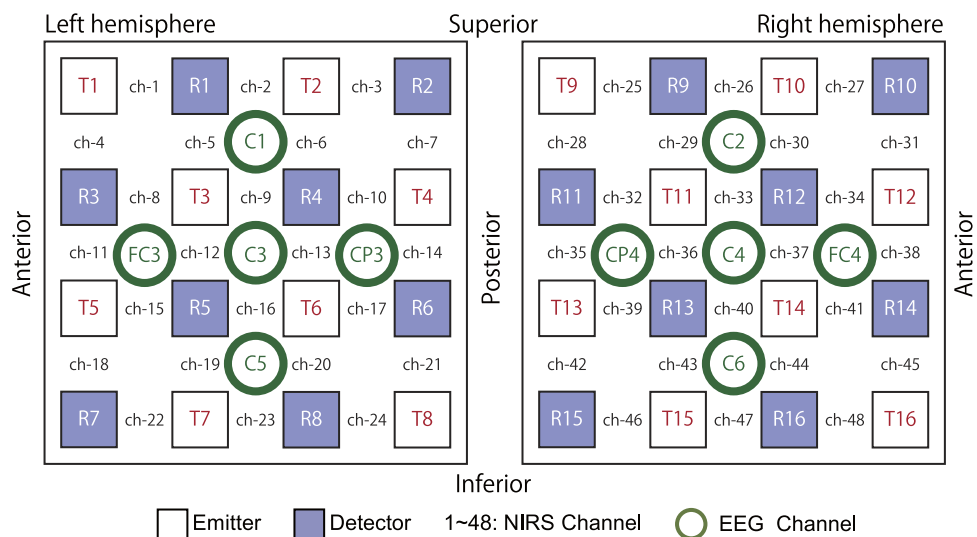 Left hemisphere Superior Right hemisphere
T1 ch-1 R1 ch-2 T2 ch-3 R2 T9 ch-25 R9 ch-26 T10 ch-27 R10
ch-4 ch-5 C1 ch-6 ch-7 ch-28 ch-29 C2 ch-30 ch-31
R3 ch-8 T3 ch-9 R4 ch-10 T4 R11 ch-32 T11 ch-33 R12 ch-34 T12
Anterior ch-11 FC3 ch-12 C3 ch-13 CP3 ch-14 Posterior ch-35 CP4 ch-36 C4 ch-37 FC4 ch-38 Anterior
T5 ch-15 R5 ch-16 T6 ch-17 R6 T13 ch-39 R13 ch-40 T14 ch-41 R14
ch-18 ch-19 C5 ch-20 ch-21 ch-42 ch-43 C6 ch-44 ch-45
R7 ch-22 T7 ch-23 R8 ch-24 T8 R15 ch-46 T15 ch-47 R16 ch-48 T16
Inferior
Emitter Detector 1~48: NIRS Channel EEG Channel